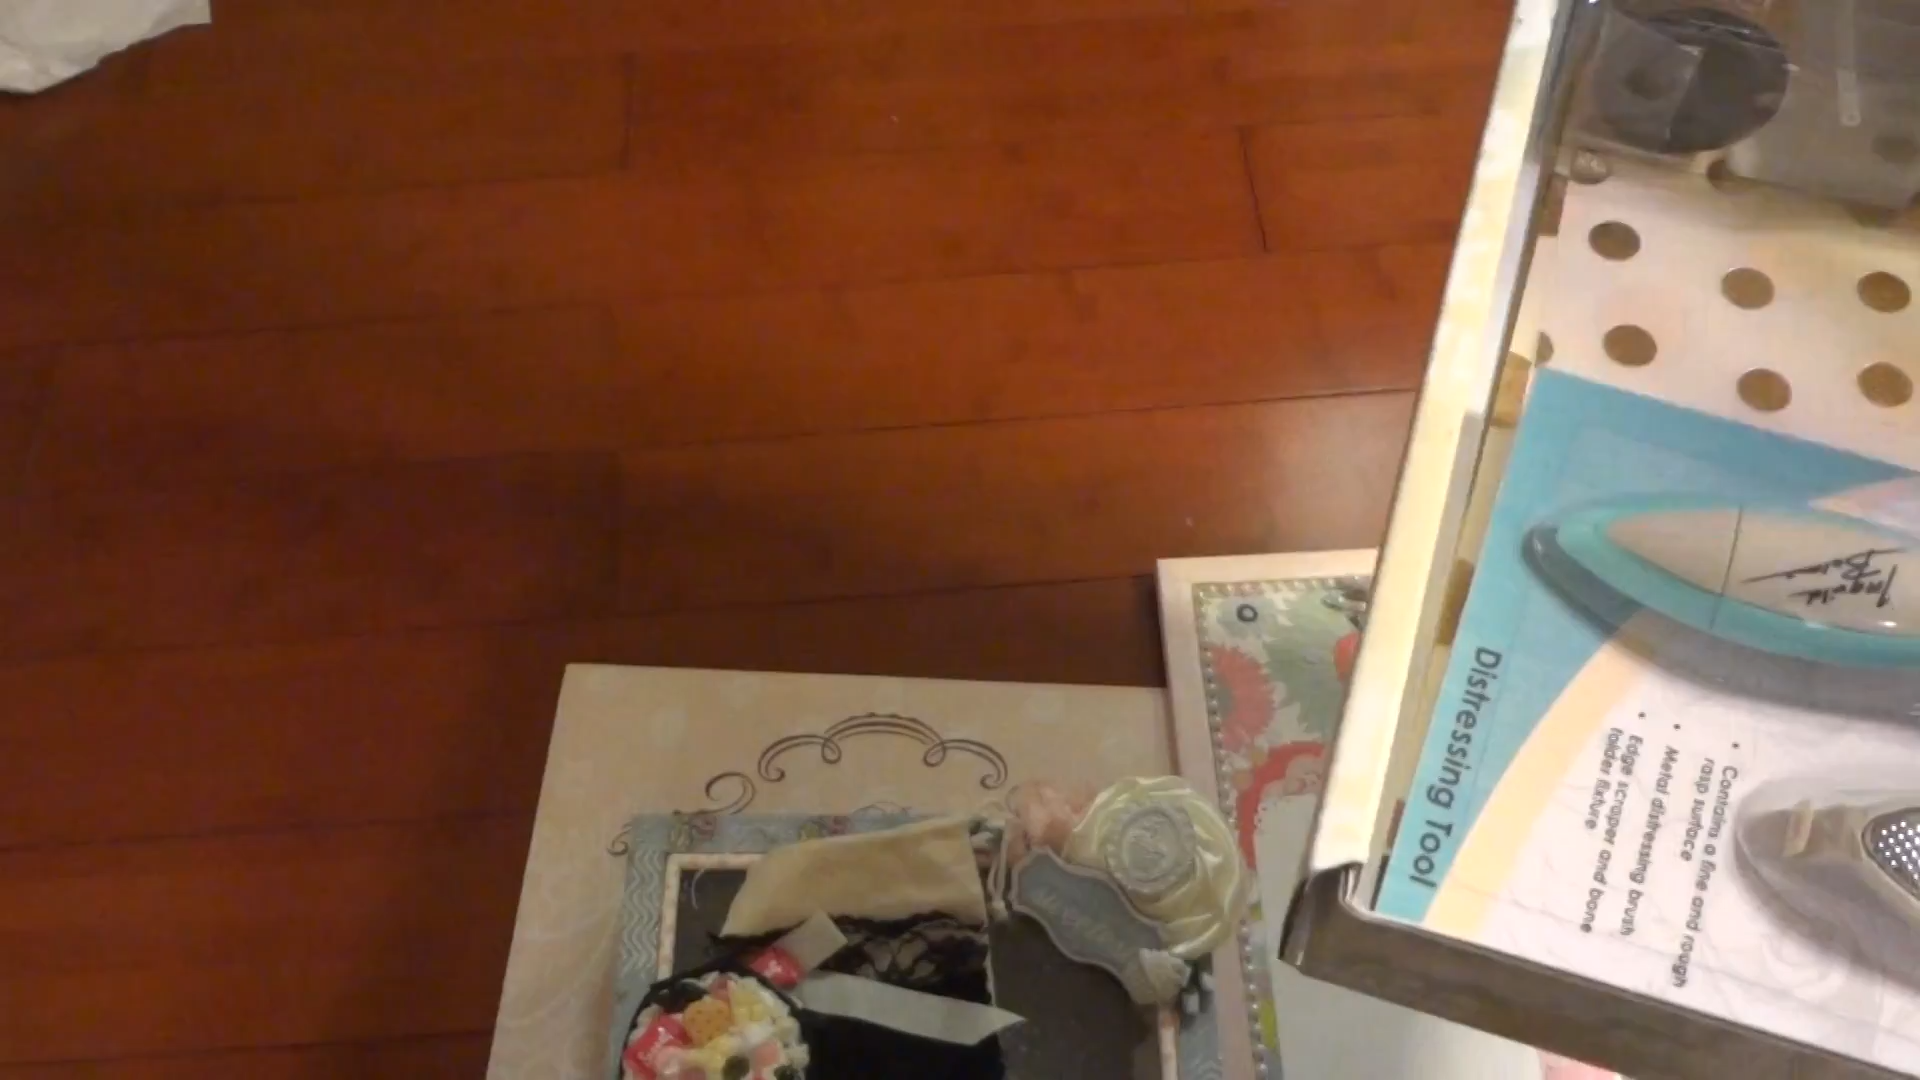 Distressing Tool
• Contains a fine and rough
rasp surface
• Metal distressing brush
• Edge scraper and bone
folder fixture